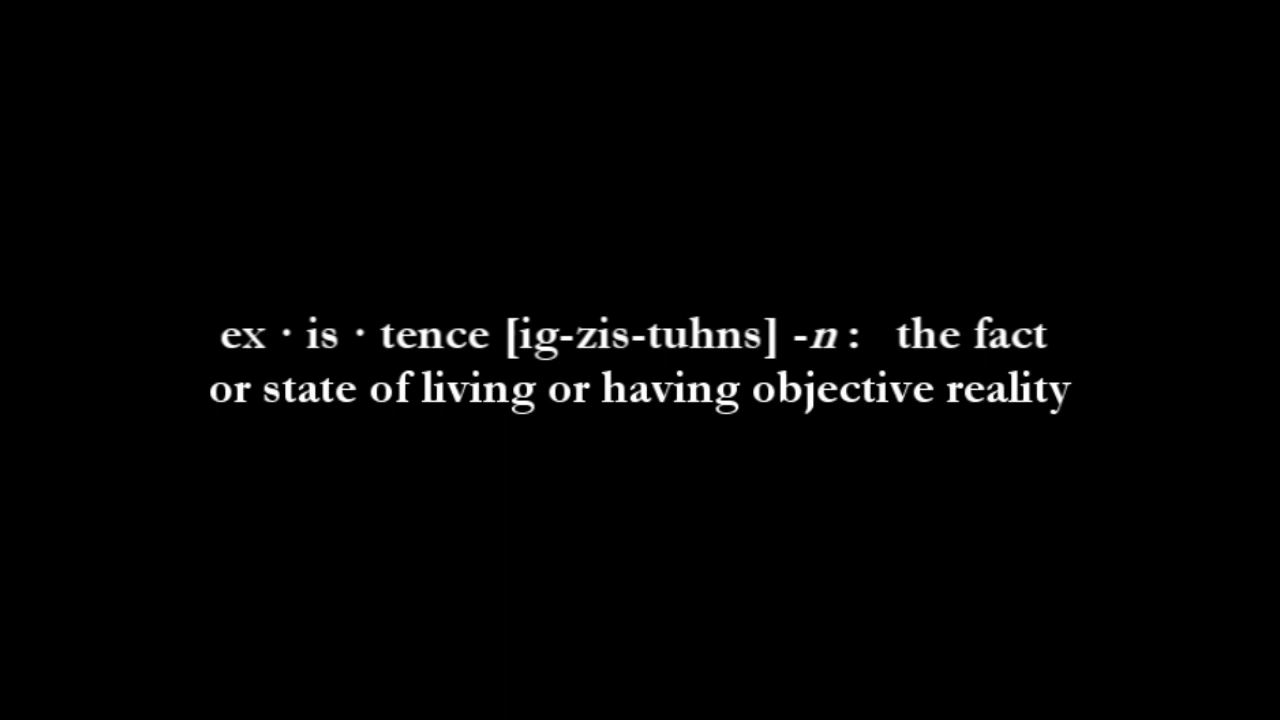 ex · is · tence [ig-zis-tuhns] -n : the fact
or state of living or having objective reality